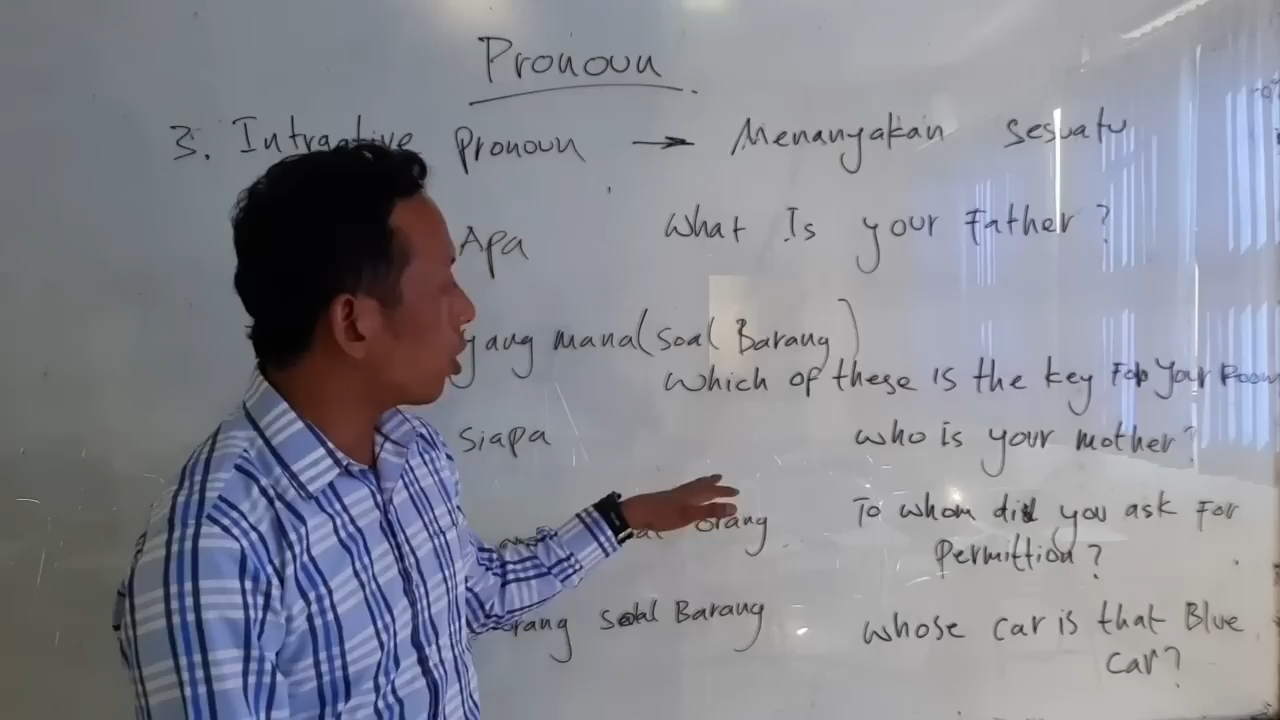 Pronoun
3. Intragtive Pronoun → Menanyakan sesuatu
Apa What Is your Father ?
yang mana (soal Barang)
Which of these is the key For Your Room
siapa who is your mother?
orang To whom did you ask For
Permittion ?
orang soal Barang whose car is that Blue
car?